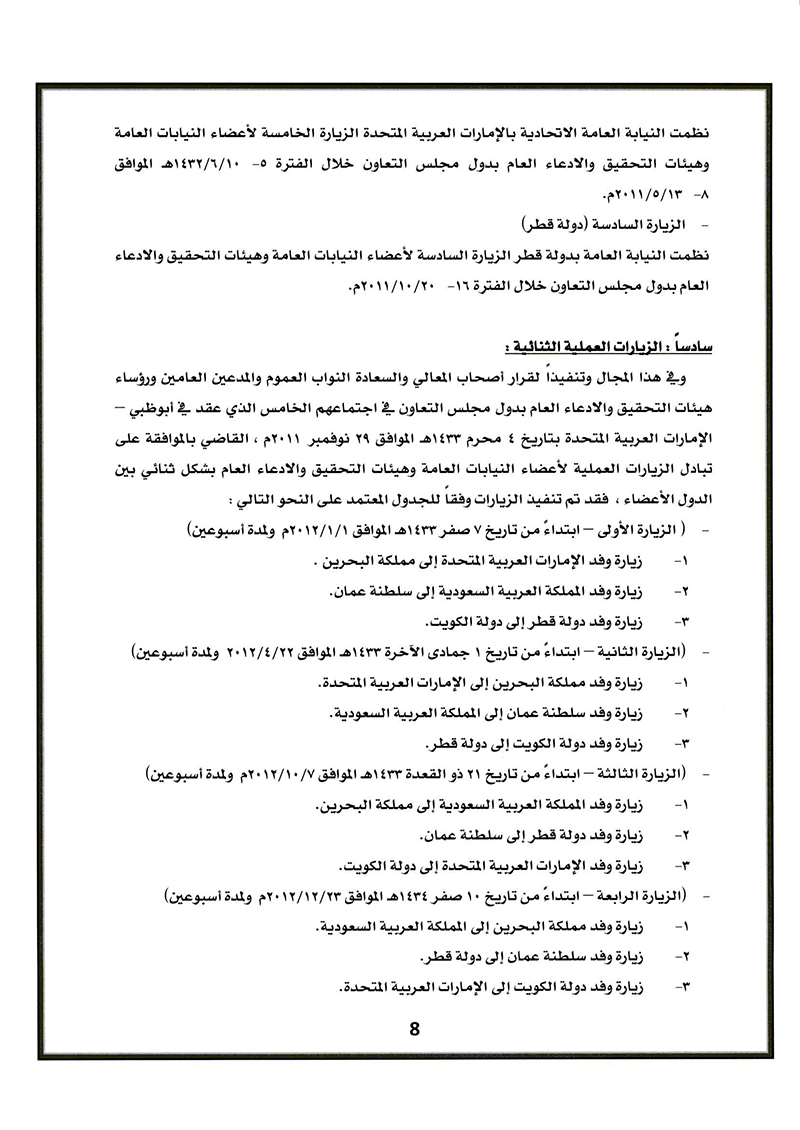 نظمت النيابة العامة الاتحادية بالإمارات العربية المتحدة الزيارة الخامسة لأعضاء النيابات العامة
وهيئات التحقيق والادعاء العام بدول مجلس التعاون خلال الفترة ٥- ١٤٣٢/٦/١٠هـ الموافق
٨- ٢٠١١/٥/١٣م.
- الزيارة السادسة (دولة قطر)
نظمت النيابة العامة بدولة قطر الزيارة السادسة لأعضاء النيابات العامة وهيئات التحقيق والادعاء
العام بدول مجلس التعاون خلال الفترة ١٦- ٢٠١١/١٠/٢٠م.
سادساً : الزيارات العملية الثنائية :
وفي هذا المجال وتنفيذاً لقرار أصحاب المعالي والسعادة النواب العموم والمدعين العامين ورؤساء
هيئات التحقيق والادعاء العام بدول مجلس التعاون في اجتماعهم الخامس الذي عقد في أبوظبي –
الإمارات العربية المتحدة بتاريخ ٤ محرم ١٤٣٣هـ الموافق ٢٩ نوفمبر ٢٠١١م ، القاضي بالموافقة على
تبادل الزيارات العملية لأعضاء النيابات العامة وهيئات التحقيق والادعاء العام بشكل ثنائي بين
الدول الأعضاء ، فقد تم تنفيذ الزيارات وفقاً للجدول المعتمد على النحو التالي :
- ( الزيارة الأولى – ابتداءً من تاريخ ٧ صفر ١٤٣٣هـ الموافق ٢٠١٢/١/١م ولمدة أسبوعين)
١- زيارة وفد الإمارات العربية المتحدة إلى مملكة البحرين .
٢- زيارة وفد المملكة العربية السعودية إلى سلطنة عمان.
٣- زيارة وفد دولة قطر إلى دولة الكويت.
- (الزيارة الثانية – ابتداءً من تاريخ ١ جمادى الآخرة ١٤٣٣هـ الموافق ٢٠١٢/٤/٢٢ ولمدة أسبوعين)
١- زيارة وفد مملكة البحرين إلى الإمارات العربية المتحدة.
٢- زيارة وفد سلطنة عمان إلى المملكة العربية السعودية.
٣- زيارة وفد دولة الكويت إلى دولة قطر.
- (الزيارة الثالثة – ابتداءً من تاريخ ٢١ ذو القعدة ١٤٣٣هـ الموافق ٢٠١٢/١٠/٧م ولمدة أسبوعين)
١- زيارة وفد المملكة العربية السعودية إلى مملكة البحرين.
٢- زيارة وفد دولة قطر إلى سلطنة عمان.
٣- زيارة وفد الإمارات العربية المتحدة إلى دولة الكويت.
- (الزيارة الرابعة – ابتداءً من تاريخ ١٠ صفر ١٤٣٤هـ الموافق ٢٠١٢/١٢/٢٣م ولمدة أسبوعين)
١- زيارة وفد مملكة البحرين إلى المملكة العربية السعودية.
٢- زيارة وفد سلطنة عمان إلى دولة قطر.
٣- زيارة وفد دولة الكويت إلى الإمارات العربية المتحدة.
8